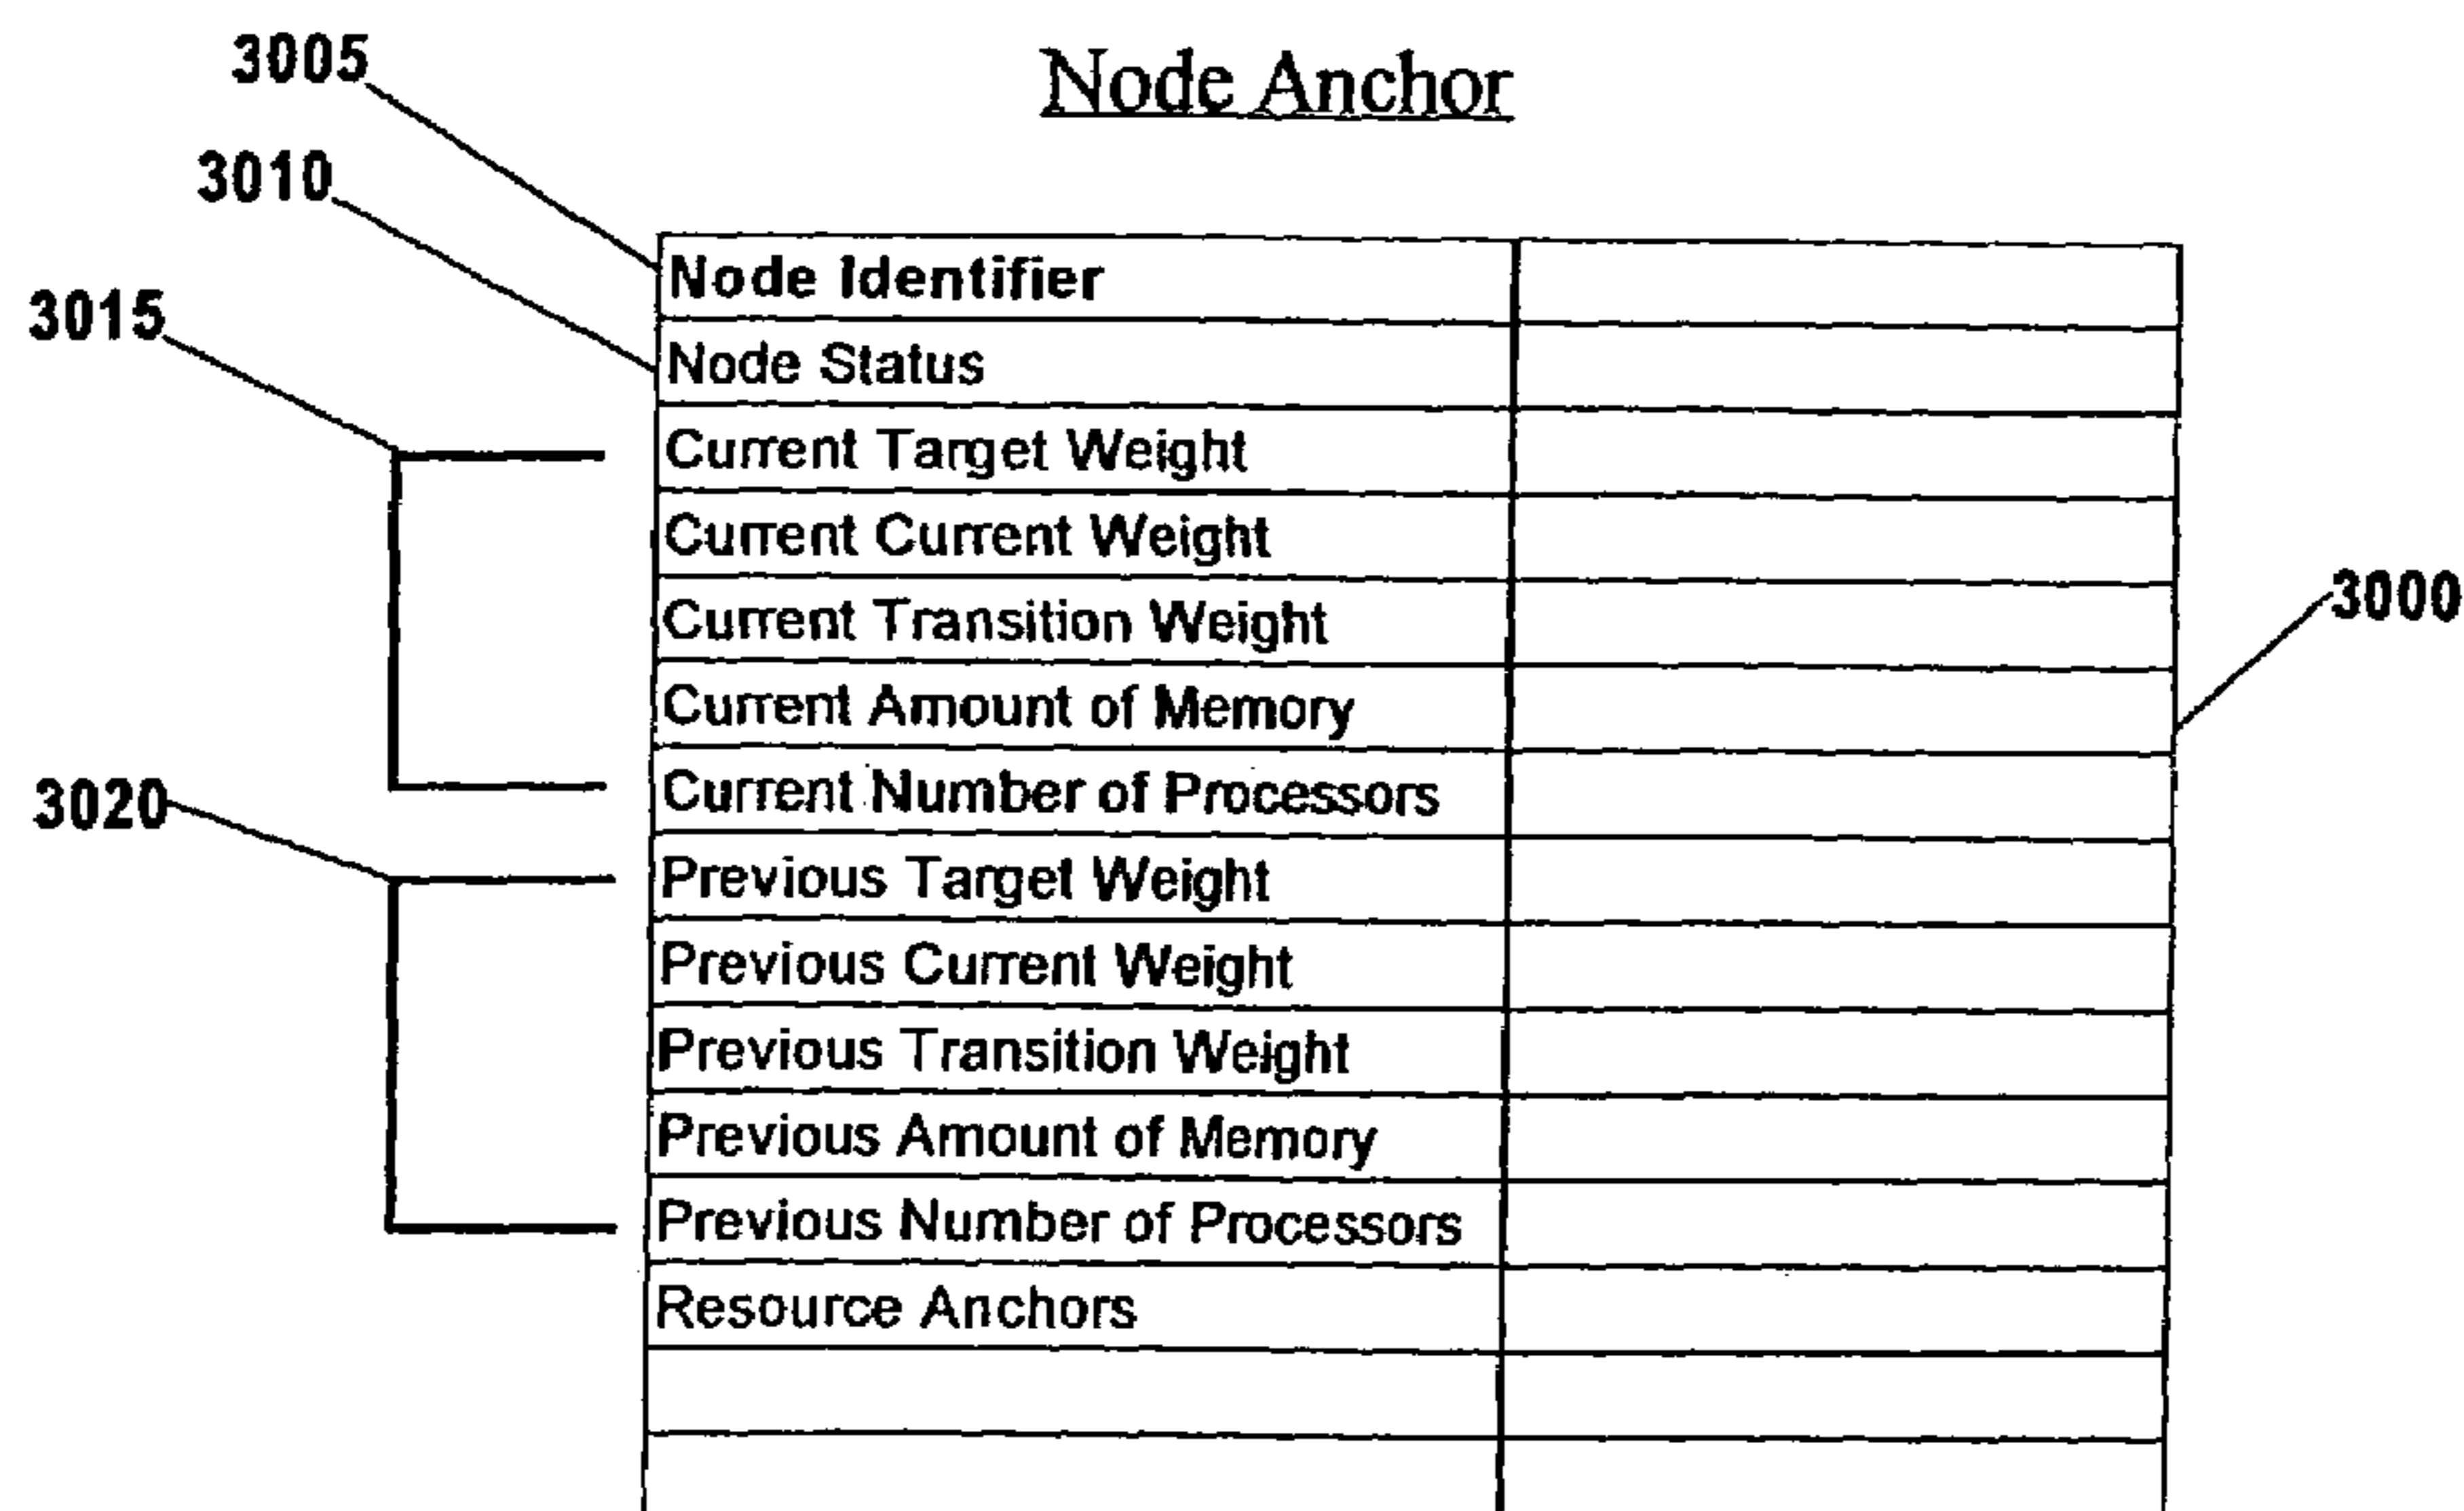 3005
Node Anchor
3010
3015
3020
3000
Node Identifier
Node Status
Current Target Weight
Current Current Weight
Current Transition Weight
Current Amount of Memory
Current Number of Processors
Previous Target Weight
Previous Current Weight
Previous Transition Weight
Previous Amount of Memory
Previous Number of Processors
Resource Anchors